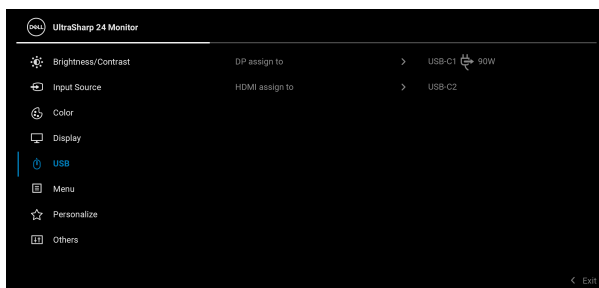 DELL UltraSharp 24 Monitor
Brightness/Contrast DP assign to > USB-C1 90W
Input Source HDMI assign to > USB-C2
Color
Display
USB
Menu
Personalize
Others
< Exit